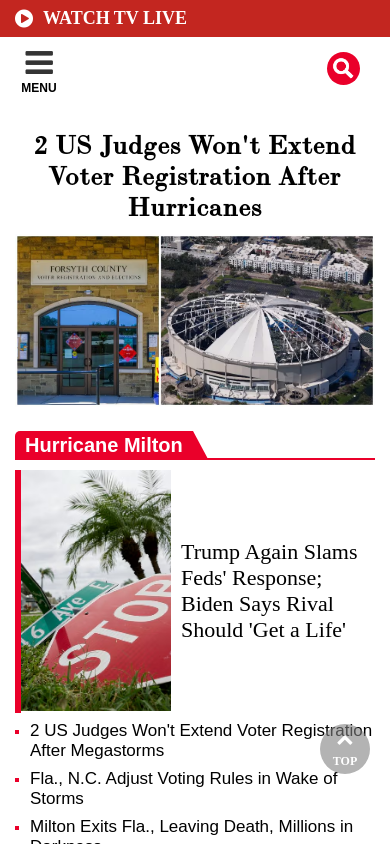 WATCH TV LIVE
MENU
2 US Judges Won't Extend
Voter Registration After
Hurricanes
FORSYTH COUNTY
VOTER REGISTRATION AND ELECTIONS
Hurricane Milton
6 Ave E
STOP
Trump Again Slams
Feds' Response;
Biden Says Rival
Should 'Get a Life'
2 US Judges Won't Extend Voter Registration
After Megastorms
TOP
Fla., N.C. Adjust Voting Rules in Wake of
Storms
Milton Exits Fla., Leaving Death, Millions in
Darkness